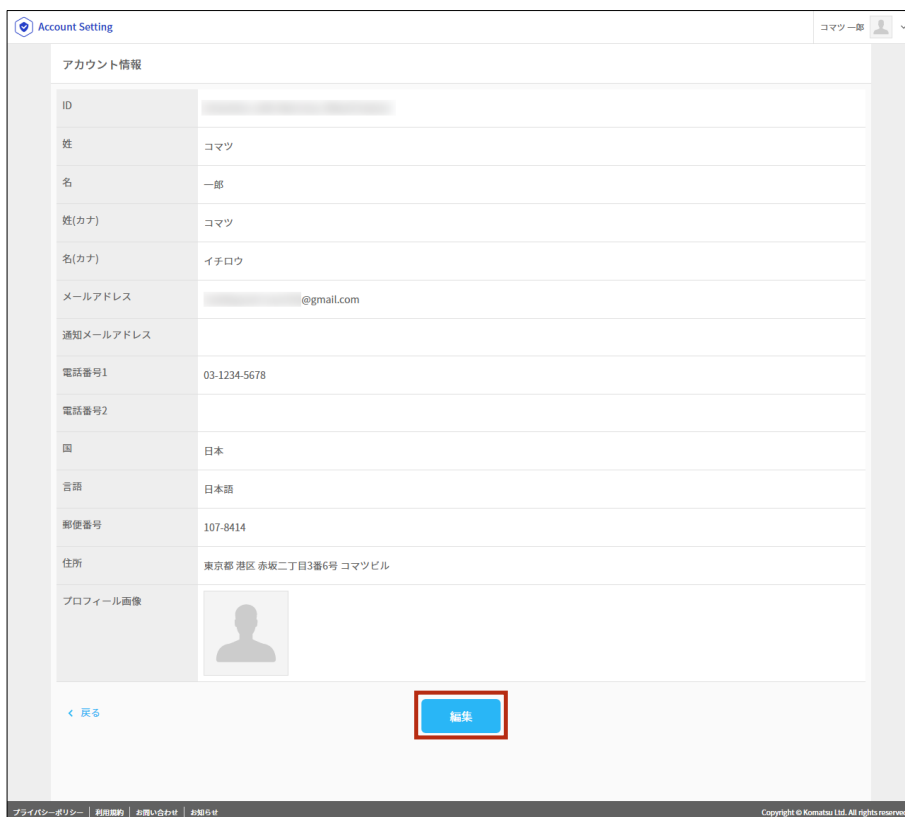 Account Setting
コマツ 一郎
アカウント情報
ID
姓 コマツ
名 一郎
姓(カナ) コマツ
名(カナ) イチロウ
メールアドレス @gmail.com
通知メールアドレス
電話番号1 03-1234-5678
電話番号2
国 日本
言語 日本語
郵便番号 107-8414
住所 東京都 港区 赤坂二丁目3番6号 コマツビル
プロフィール画像
< 戻る 編集
プライバシーポリシー | 利用規約 | お問い合わせ | お知らせ Copyright © Komatsu Ltd. All rights reserved